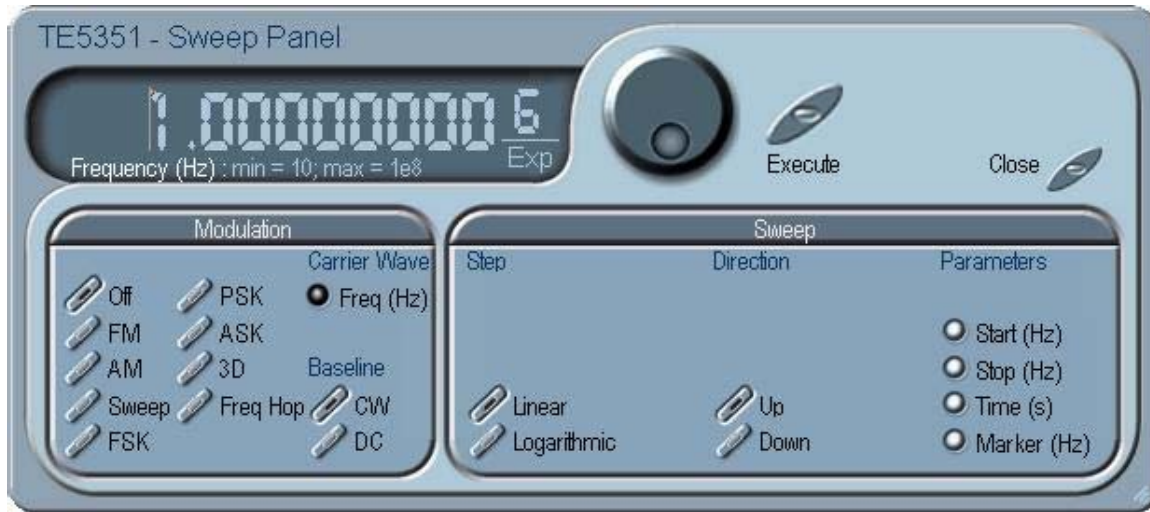 TE5351 - Sweep Panel
1.00000000 6
Exp
Frequency (Hz) : min = 10; max = 1e8
Execute
Close
Modulation
Carrier Wave
Off
PSK
Freq (Hz)
FM
ASK
AM
3D
Baseline
Sweep
Freq Hop
CW
FSK
DC
Sweep
Step
Direction
Parameters
Start (Hz)
Stop (Hz)
Linear
Up
Time (s)
Logarithmic
Down
Marker (Hz)